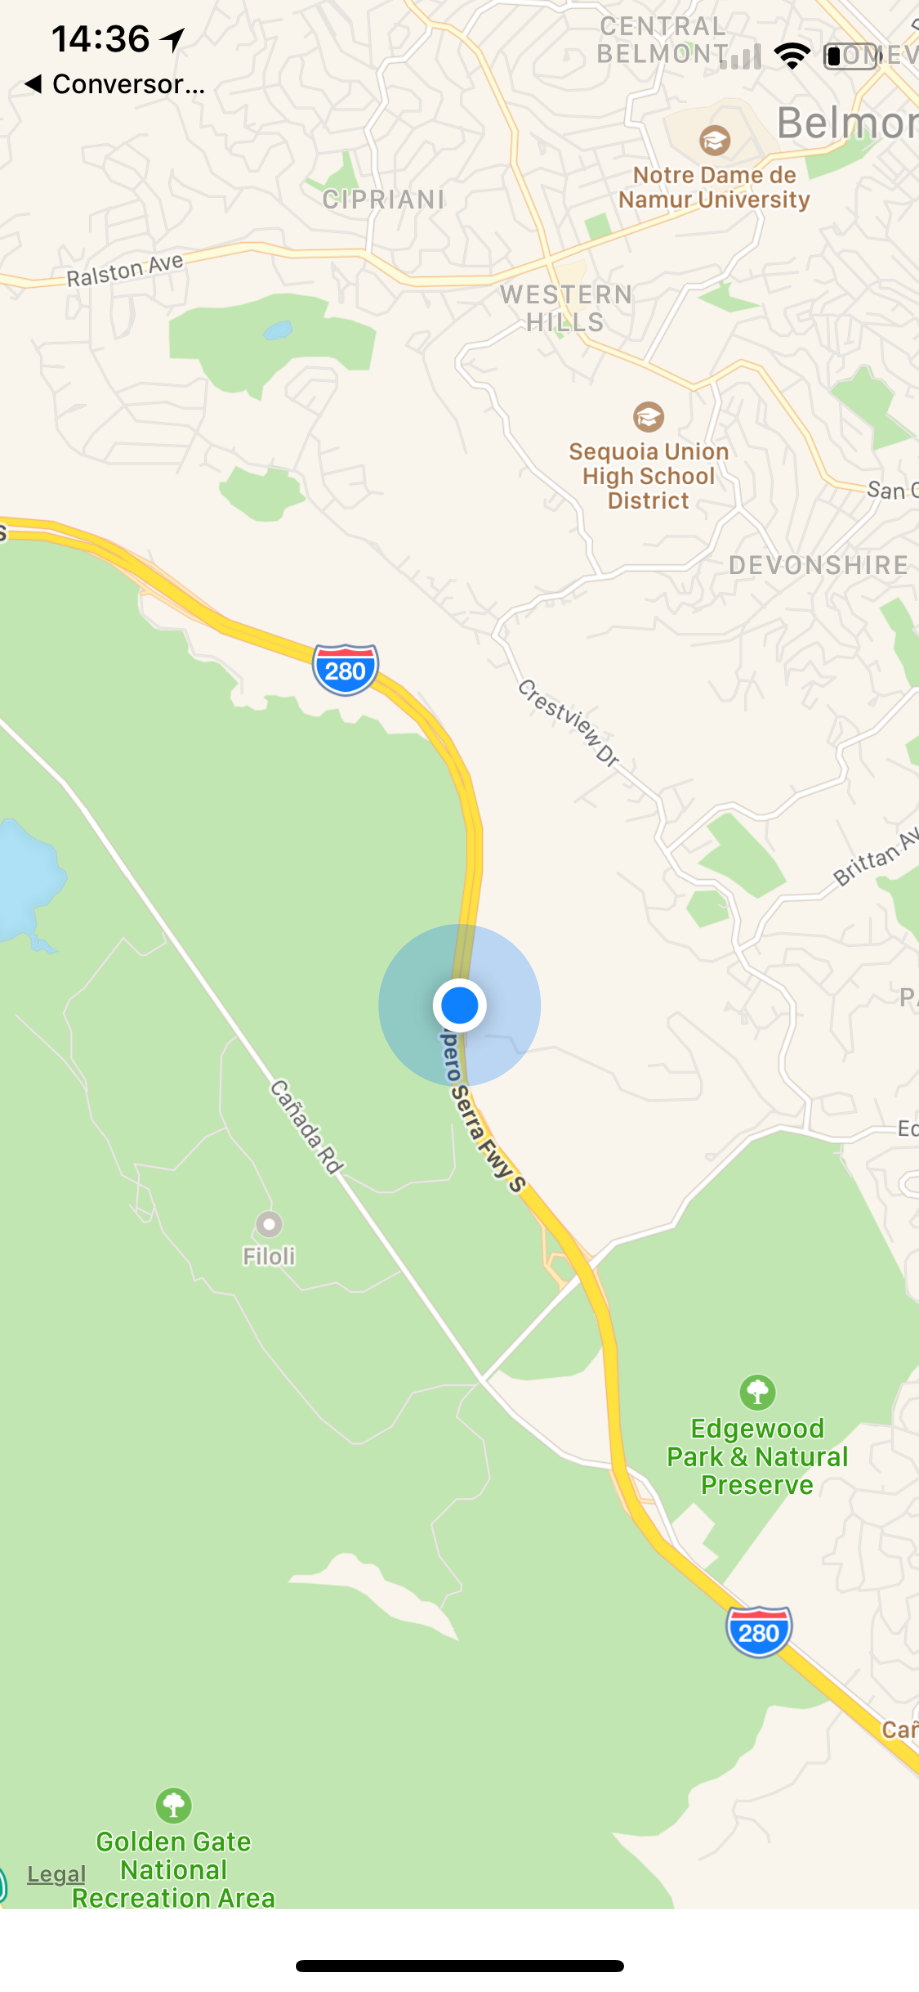 14:36
Conversor...
CENTRAL
BELMONT
Notre Dame de
Namur University
CIPRIANI
Ralston Ave
WESTERN
HILLS
Sequoia Union
High School
District
San C
DEVONSHIRE
S
280
Crestview Dr
Brittan Av
PA
pero Serra Fwy S
Cañada Rd
Ed
Filoli
Edgewood
Park & Natural
Preserve
280
Cañ
Golden Gate
National
Recreation Area
Legal